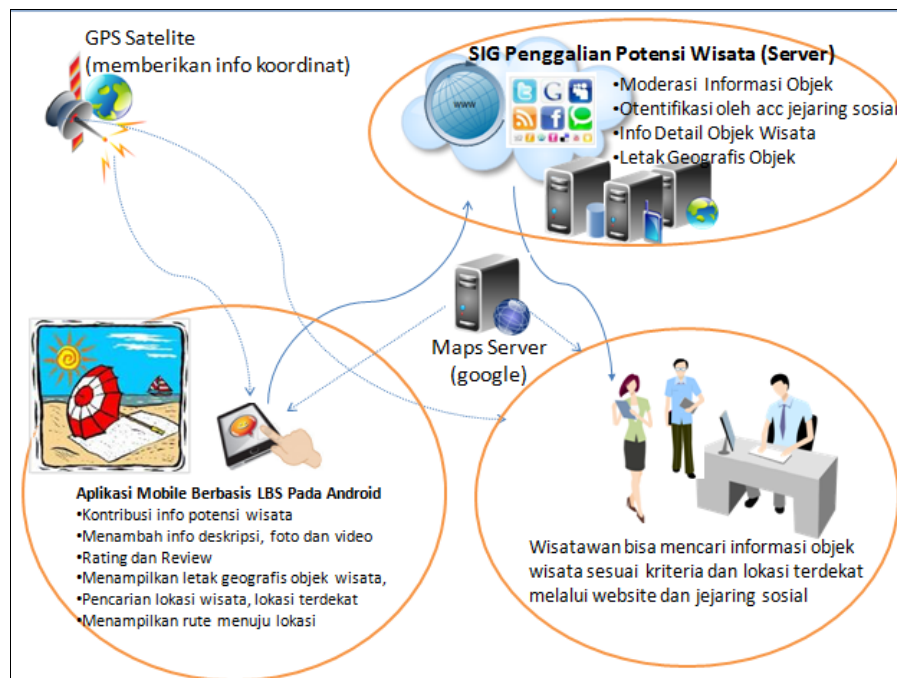 GPS Satelite
(memberikan info koordinat)
SIG Penggalian Potensi Wisata (Server)
•Moderasi Informasi Objek
•Otentifikasi oleh acc jejaring sosial
•Info Detail Objek Wisata
•Letak Geografis Objek
www
Maps Server
(google)
Aplikasi Mobile Berbasis LBS Pada Android
•Kontribusi info potensi wisata
•Menambah info deskripsi, foto dan video
•Rating dan Review
•Menampilkan letak geografis objek wisata,
•Pencarian lokasi wisata, lokasi terdekat
•Menampilkan rute menuju lokasi
Wisatawan bisa mencari informasi objek
wisata sesuai kriteria dan lokasi terdekat
melalui website dan jejaring sosial